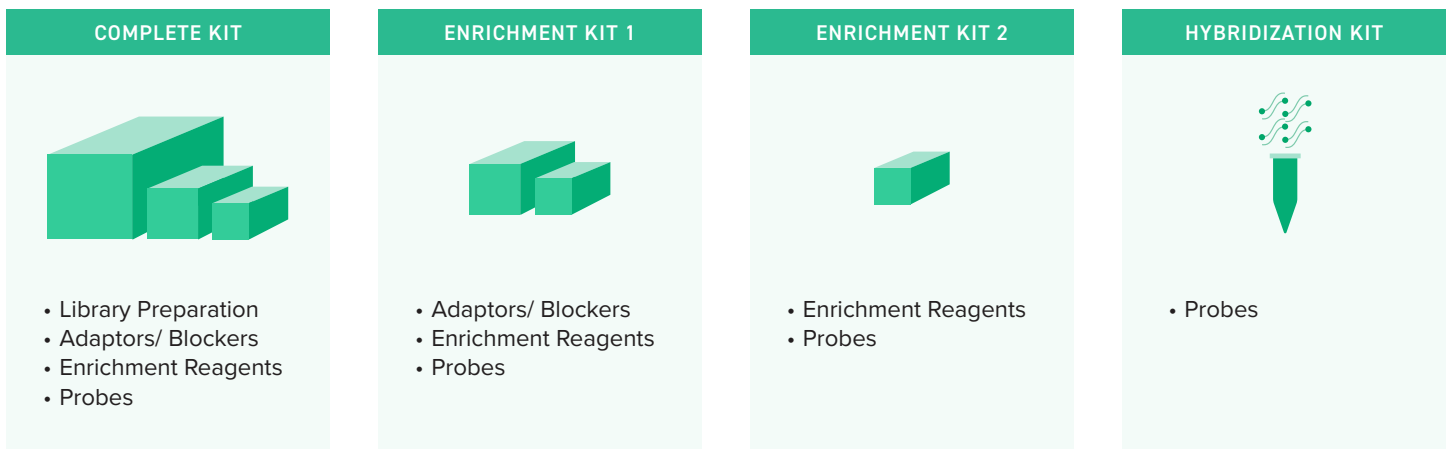 COMPLETE KIT
• Library Preparation
• Adaptors/ Blockers
• Enrichment Reagents
• Probes
ENRICHMENT KIT 1
• Adaptors/ Blockers
• Enrichment Reagents
• Probes
ENRICHMENT KIT 2
• Enrichment Reagents
• Probes
HYBRIDIZATION KIT
• Probes